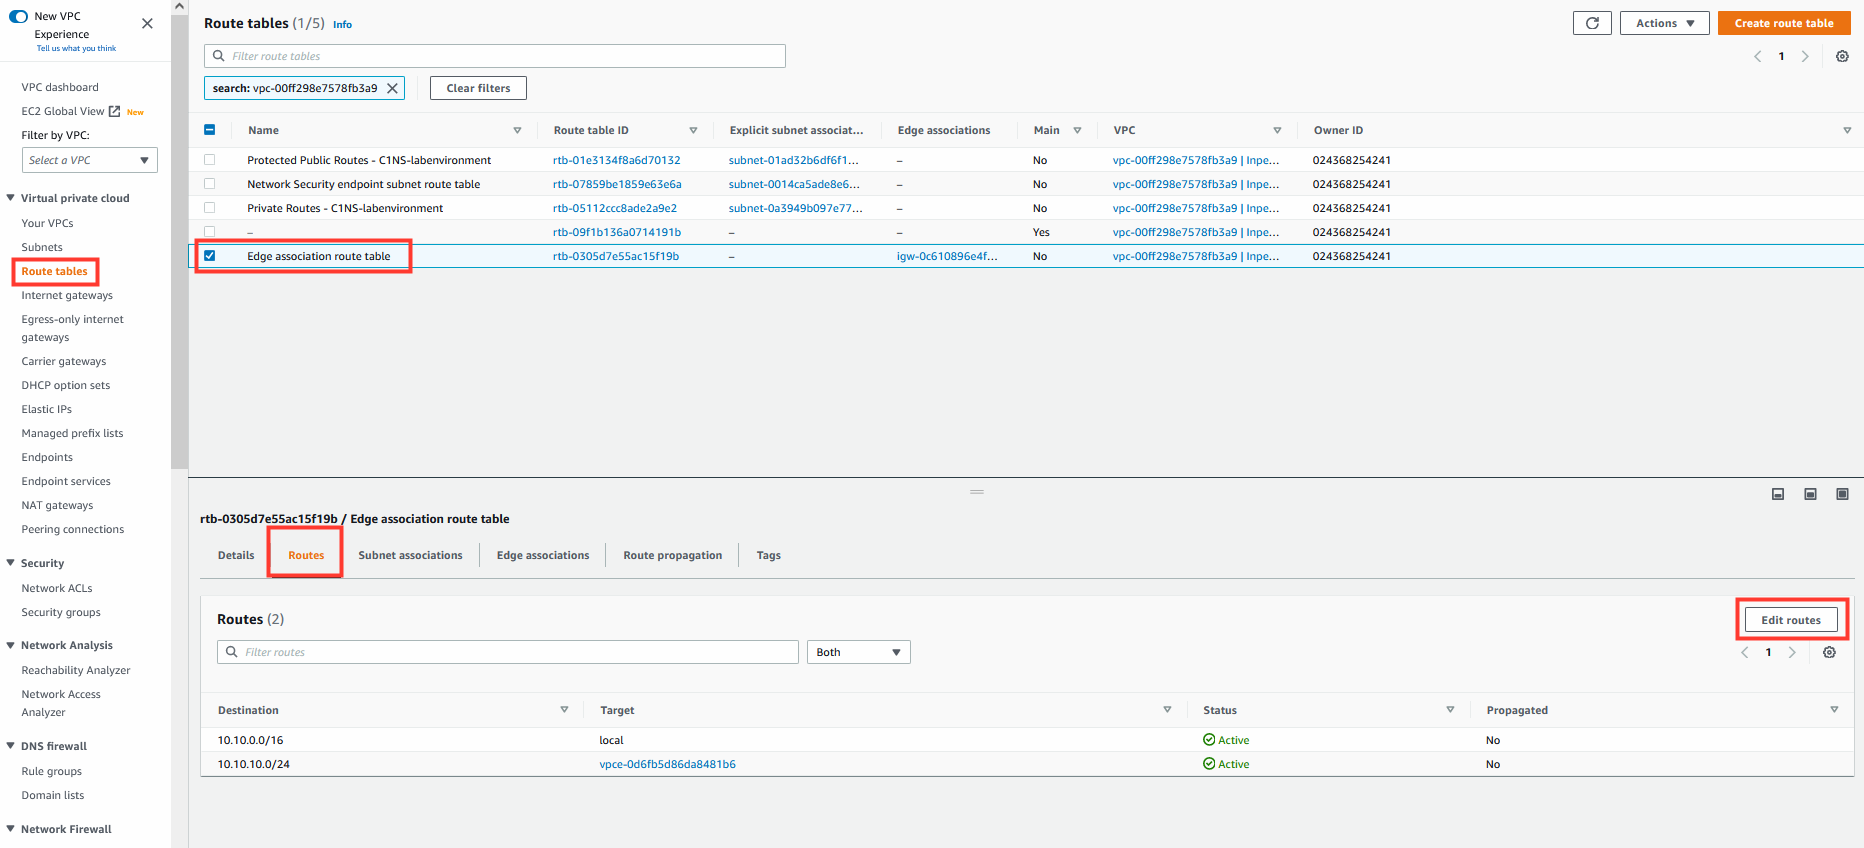 New VPC
Experience
Tell us what you think
VPC dashboard
EC2 Global View New
Filter by VPC:
Select a VPC
Virtual private cloud
Your VPCs
Subnets
Route tables
Internet gateways
Egress-only internet
gateways
Carrier gateways
DHCP option sets
Elastic IPs
Managed prefix lists
Endpoints
Endpoint services
NAT gateways
Peering connections
Security
Network ACLs
Security groups
Network Analysis
Reachability Analyzer
Network Access
Analyzer
DNS firewall
Rule groups
Domain lists
Network Firewall
Route tables (1/5) Info
Actions
Create route table
Filter route tables
1
search: vpc-00ff298e7578fb3a9
Clear filters
Name Route table ID Explicit subnet associat... Edge associations Main VPC Owner ID
Protected Public Routes - C1NS-labenvironment rtb-01e3134f8a6d70132 subnet-01ad32b6df6f1... – No vpc-00ff298e7578fb3a9 | Inpe... 024368254241
Network Security endpoint subnet route table rtb-07859be1859e63e6a subnet-0014ca5ade8e6... – No vpc-00ff298e7578fb3a9 | Inpe... 024368254241
Private Routes - C1NS-labenvironment rtb-05112ccc8ade2a9e2 subnet-0a3949b097e77... – No vpc-00ff298e7578fb3a9 | Inpe... 024368254241
– rtb-09f1b136a0714191b – – Yes vpc-00ff298e7578fb3a9 | Inpe... 024368254241
Edge association route table rtb-0305d7e55ac15f19b – igw-0c610896e4f... No vpc-00ff298e7578fb3a9 | Inpe... 024368254241
rtb-0305d7e55ac15f19b / Edge association route table
Details Routes Subnet associations Edge associations Route propagation Tags
Routes (2)
Edit routes
Filter routes
Both
1
Destination Target Status Propagated
10.10.0.0/16 local Active No
10.10.10.0/24 vpce-0d6fb5d86da8481b6 Active No